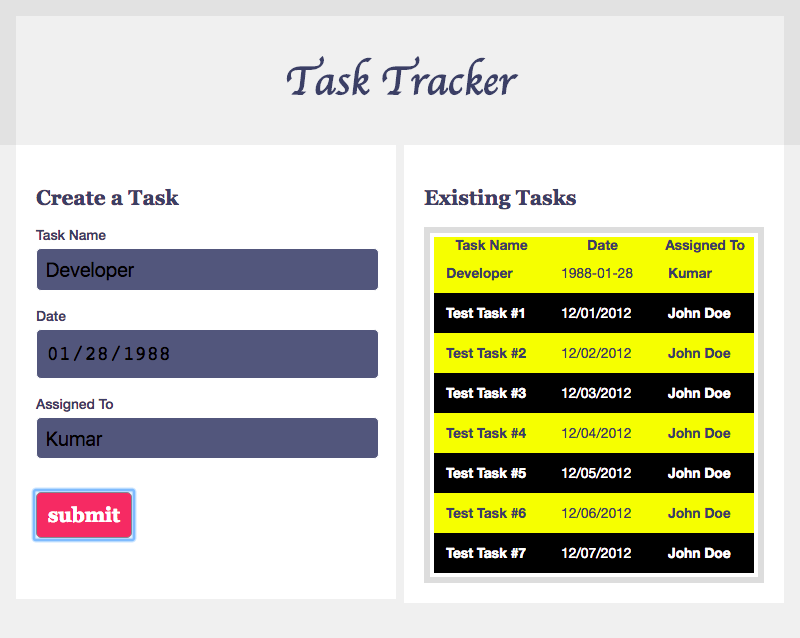 Task Tracker
Create a Task
Task Name
Developer
Date
01/28/1988
Assigned To
Kumar
submit
Existing Tasks
Task Name Date Assigned To
Developer 1988-01-28 Kumar
Test Task #1 12/01/2012 John Doe
Test Task #2 12/02/2012 John Doe
Test Task #3 12/03/2012 John Doe
Test Task #4 12/04/2012 John Doe
Test Task #5 12/05/2012 John Doe
Test Task #6 12/06/2012 John Doe
Test Task #7 12/07/2012 John Doe